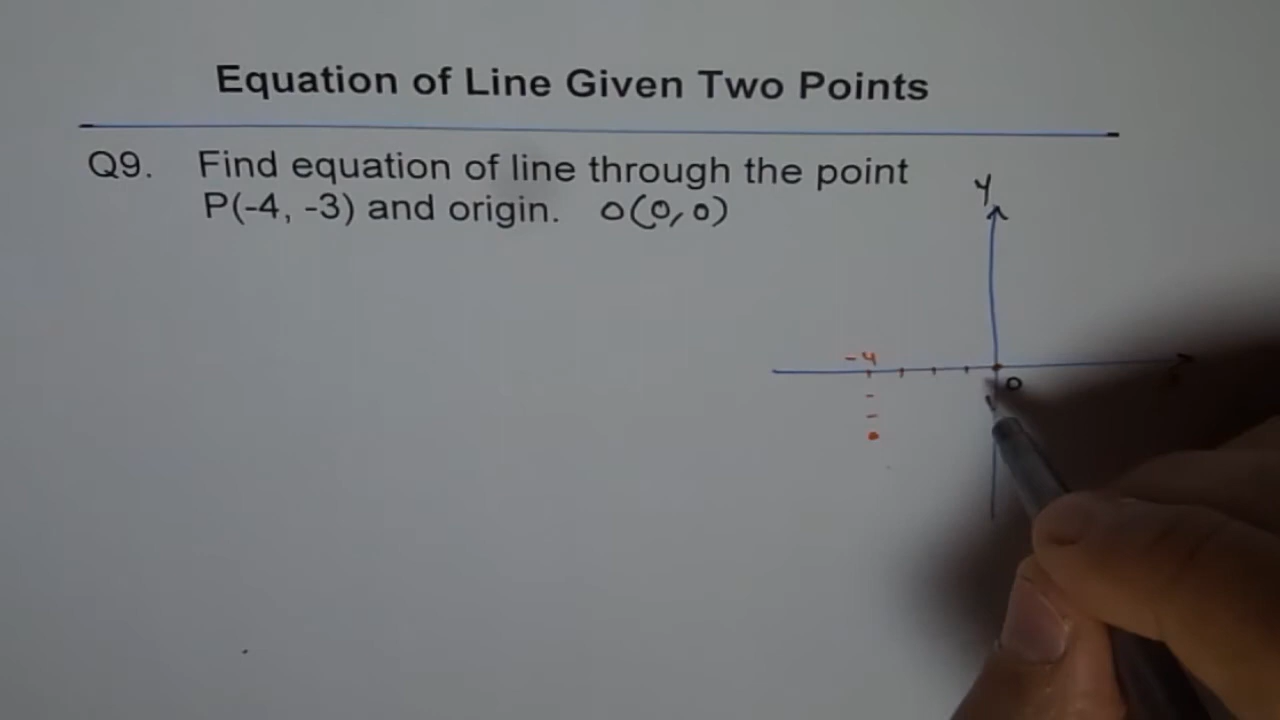 Equation of Line Given Two Points
Q9. Find equation of line through the point
P(-4, -3) and origin. O(0,0)
Y
-4
O